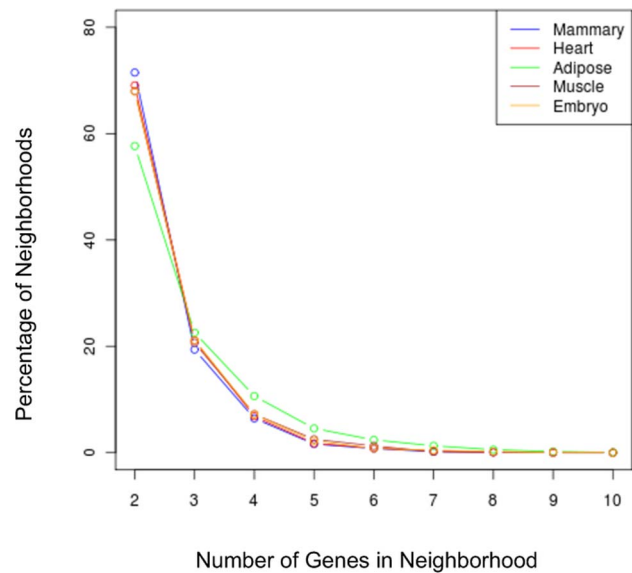 Mammary
Heart
Adipose
Muscle
Embryo
80
60
40
20
0
Percentage of Neighborhoods
2 3 4 5 6 7 8 9 10
Number of Genes in Neighborhood